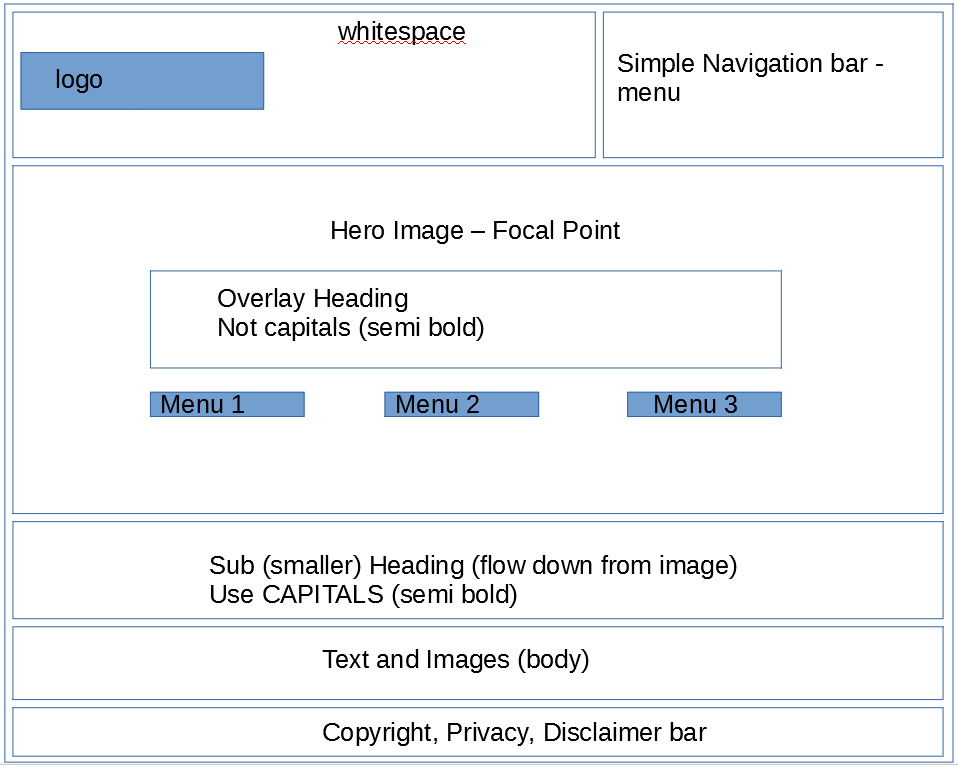 whitespace
logo
Simple Navigation bar -
menu
Hero Image – Focal Point
Overlay Heading
Not capitals (semi bold)
Menu 1
Menu 2
Menu 3
Sub (smaller) Heading (flow down from image)
Use CAPITALS (semi bold)
Text and Images (body)
Copyright, Privacy, Disclaimer bar